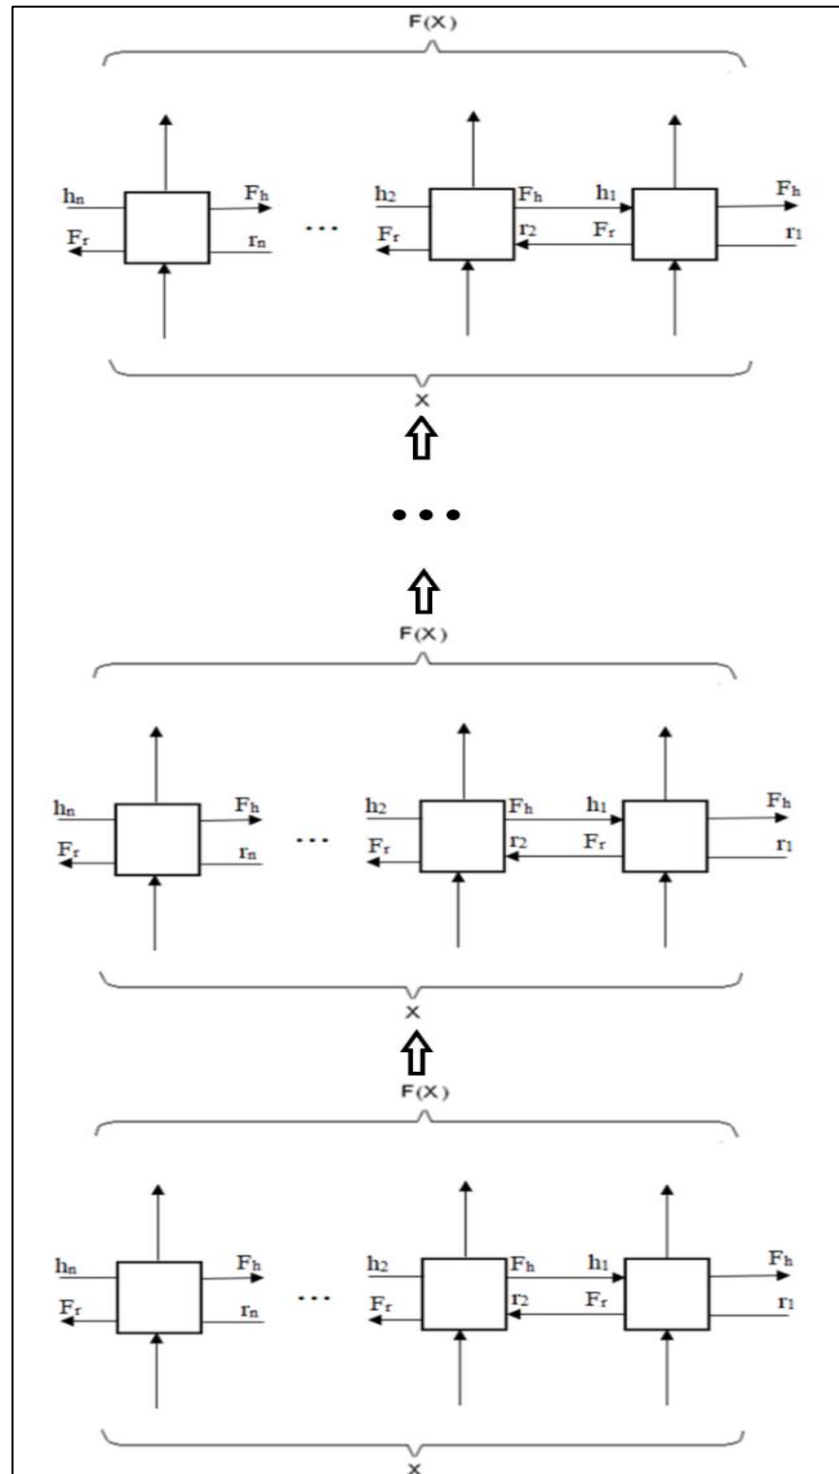 F(X)
hₙ Fₕ h₂ Fₕ h₁ Fₕ
Fᵣ rₙ ... Fᵣ r₂ Fᵣ r₁
X
...
F(X)
hₙ Fₕ h₂ Fₕ h₁ Fₕ
Fᵣ rₙ ... Fᵣ r₂ Fᵣ r₁
X
F(X)
hₙ Fₕ h₂ Fₕ h₁ Fₕ
Fᵣ rₙ ... Fᵣ r₂ Fᵣ r₁
X